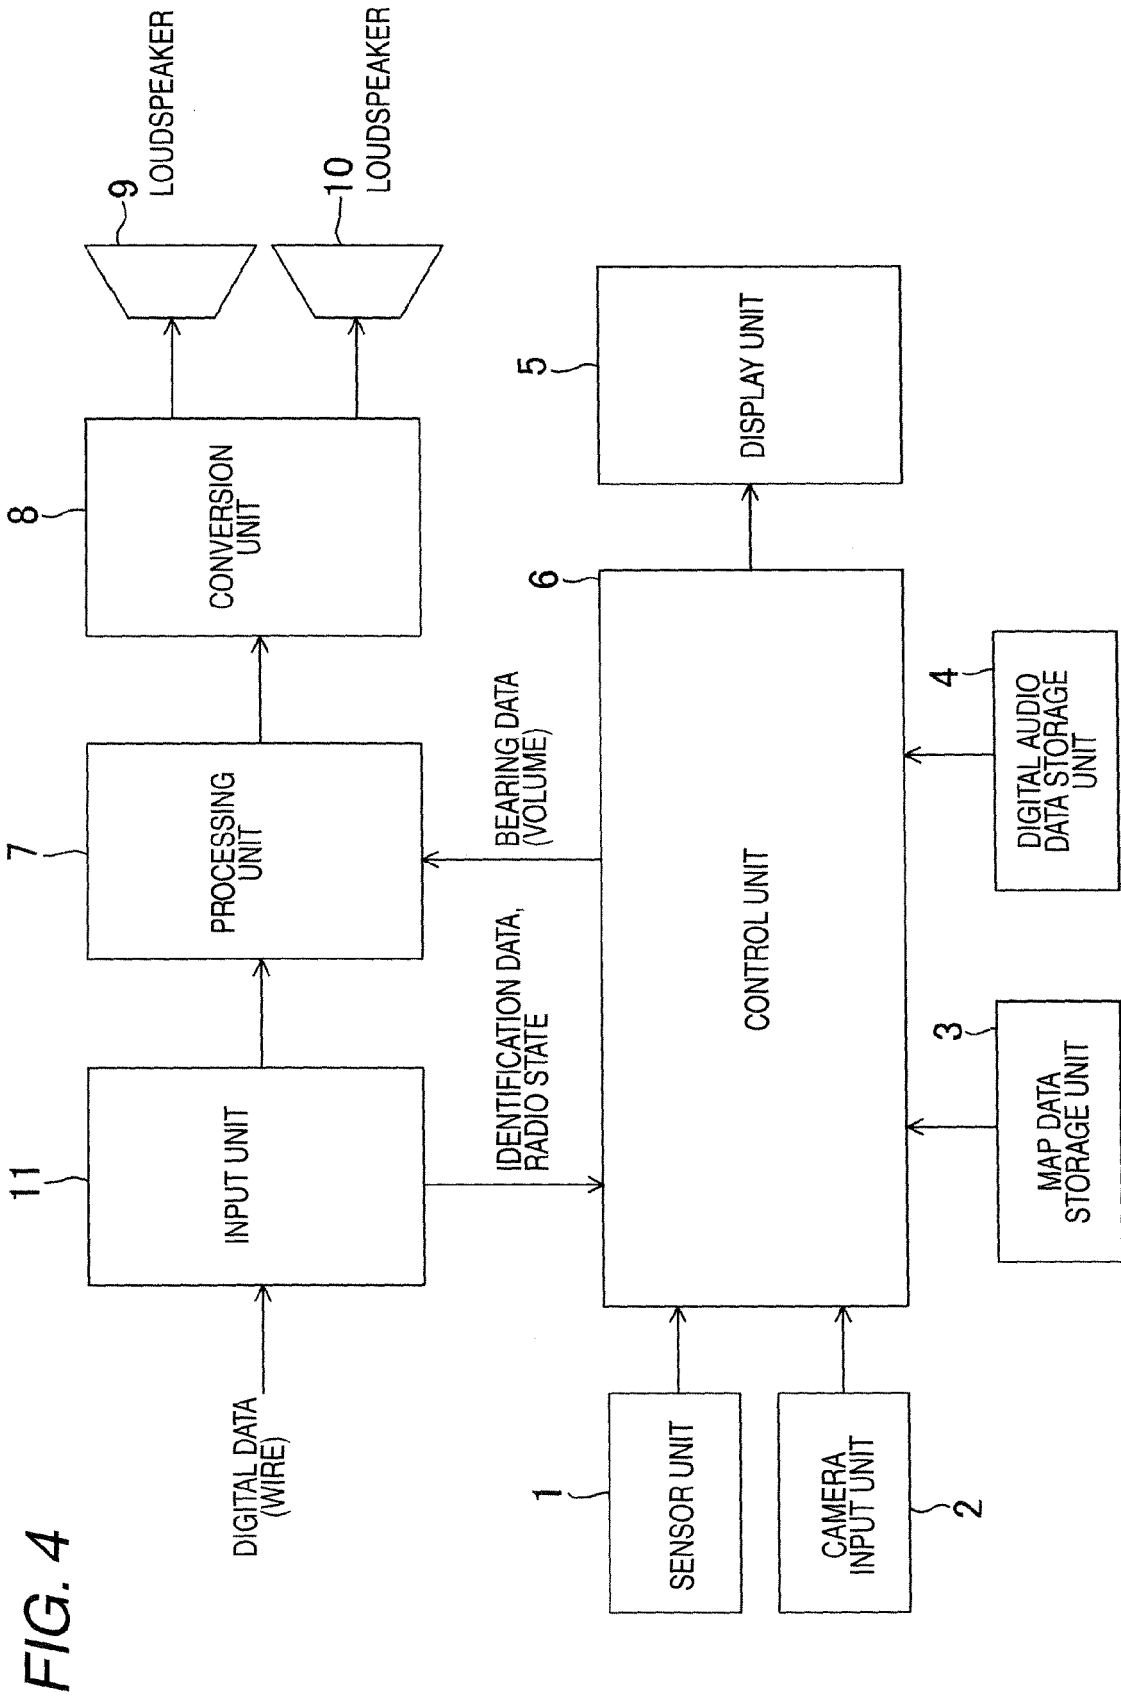 FIG. 4
DIGITAL DATA
(WIRE)
11
INPUT UNIT
7
PROCESSING
UNIT
8
CONVERSION
UNIT
9
LOUDSPEAKER
10
LOUDSPEAKER
IDENTIFICATION DATA,
RADIO STATE
BEARING DATA
(VOLUME)
1
SENSOR UNIT
CAMERA
INPUT UNIT
2
6
CONTROL UNIT
5
DISPLAY UNIT
3
MAP DATA
STORAGE UNIT
4
DIGITAL AUDIO
DATA STORAGE
UNIT